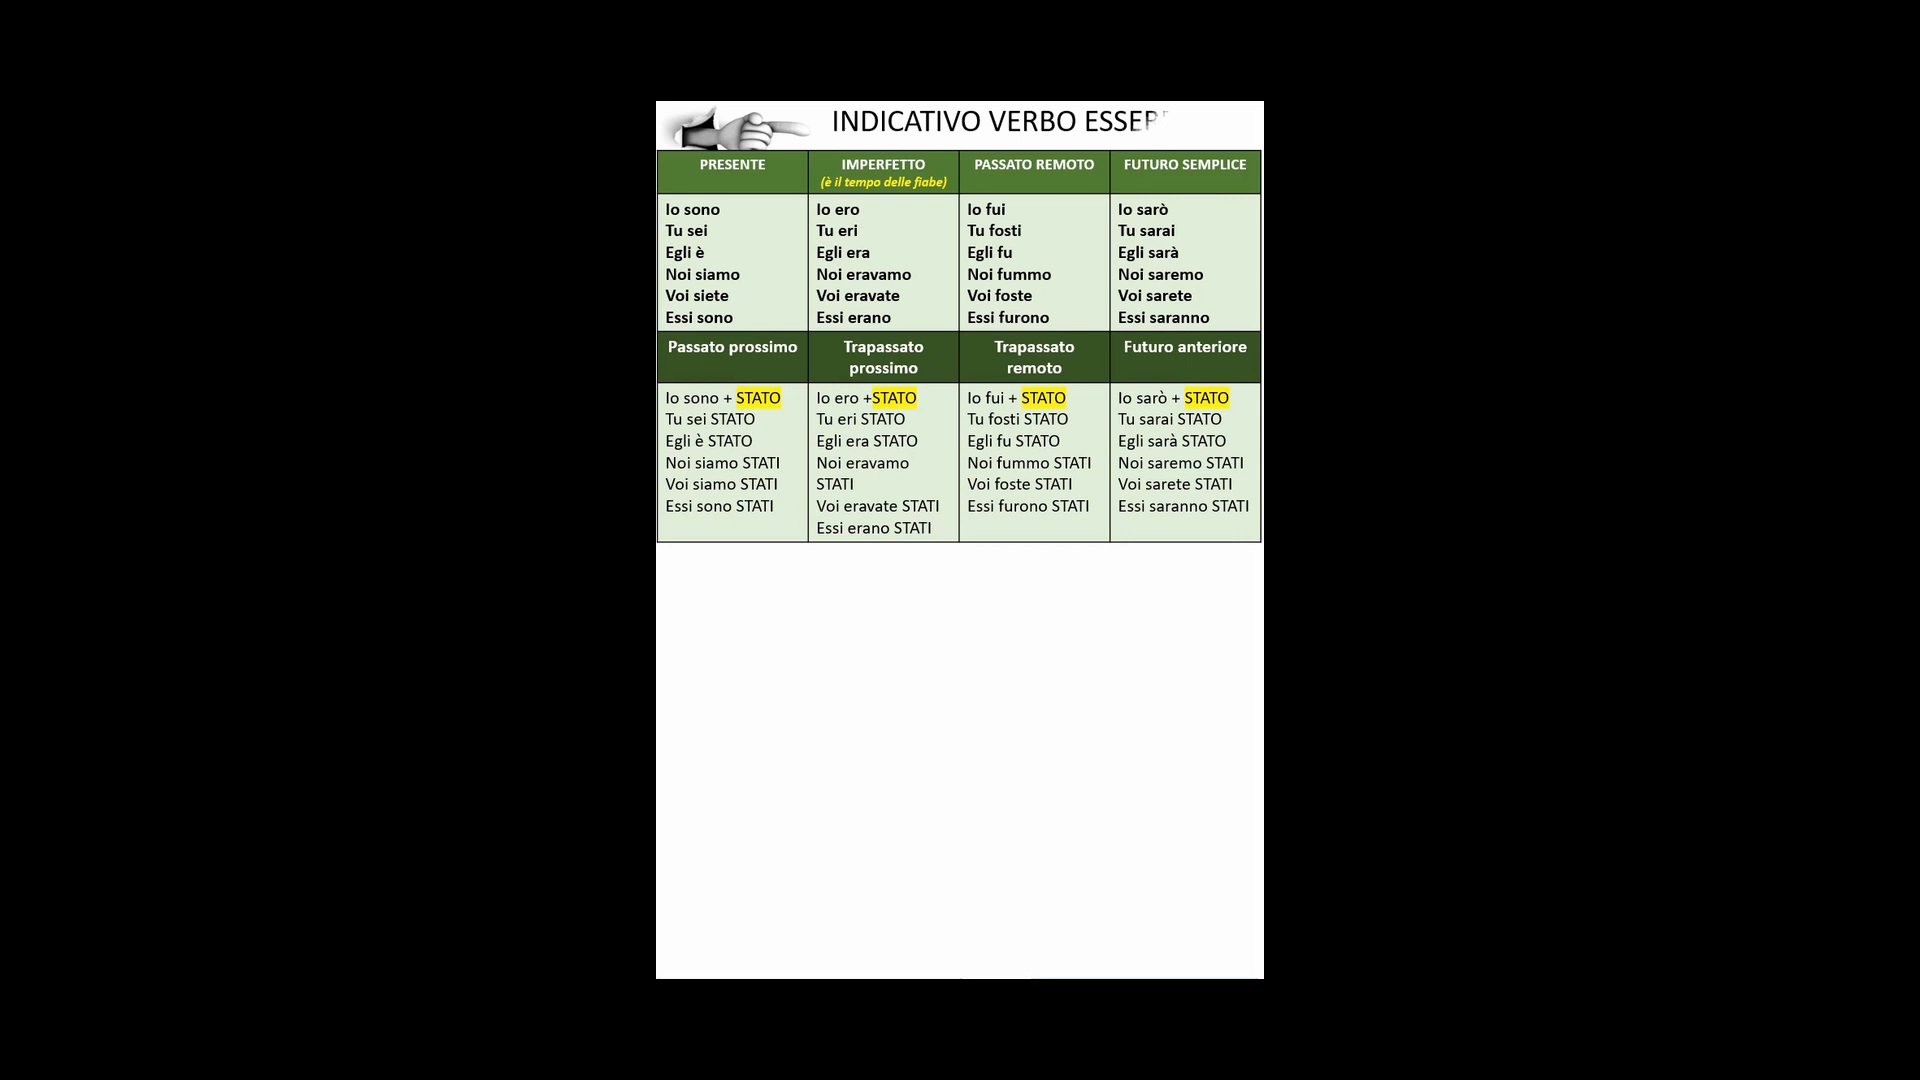 INDICATIVO VERBO ESSERE
PRESENTE
IMPERFETTO
(è il tempo delle fiabe)
PASSATO REMOTO
FUTURO SEMPLICE
Io sono
Tu sei
Egli è
Noi siamo
Voi siete
Essi sono
Io ero
Tu eri
Egli era
Noi eravamo
Voi eravate
Essi erano
Io fui
Tu fosti
Egli fu
Noi fummo
Voi foste
Essi furono
Io sarò
Tu sarai
Egli sarà
Noi saremo
Voi sarete
Essi saranno
Passato prossimo
Trapassato
prossimo
Trapassato
remoto
Futuro anteriore
Io sono + STATO
Tu sei STATO
Egli è STATO
Noi siamo STATI
Voi siamo STATI
Essi sono STATI
Io ero +STATO
Tu eri STATO
Egli era STATO
Noi eravamo
STATI
Voi eravate STATI
Essi erano STATI
Io fui + STATO
Tu fosti STATO
Egli fu STATO
Noi fummo STATI
Voi foste STATI
Essi furono STATI
Io sarò + STATO
Tu sarai STATO
Egli sarà STATO
Noi saremo STATI
Voi sarete STATI
Essi saranno STATI